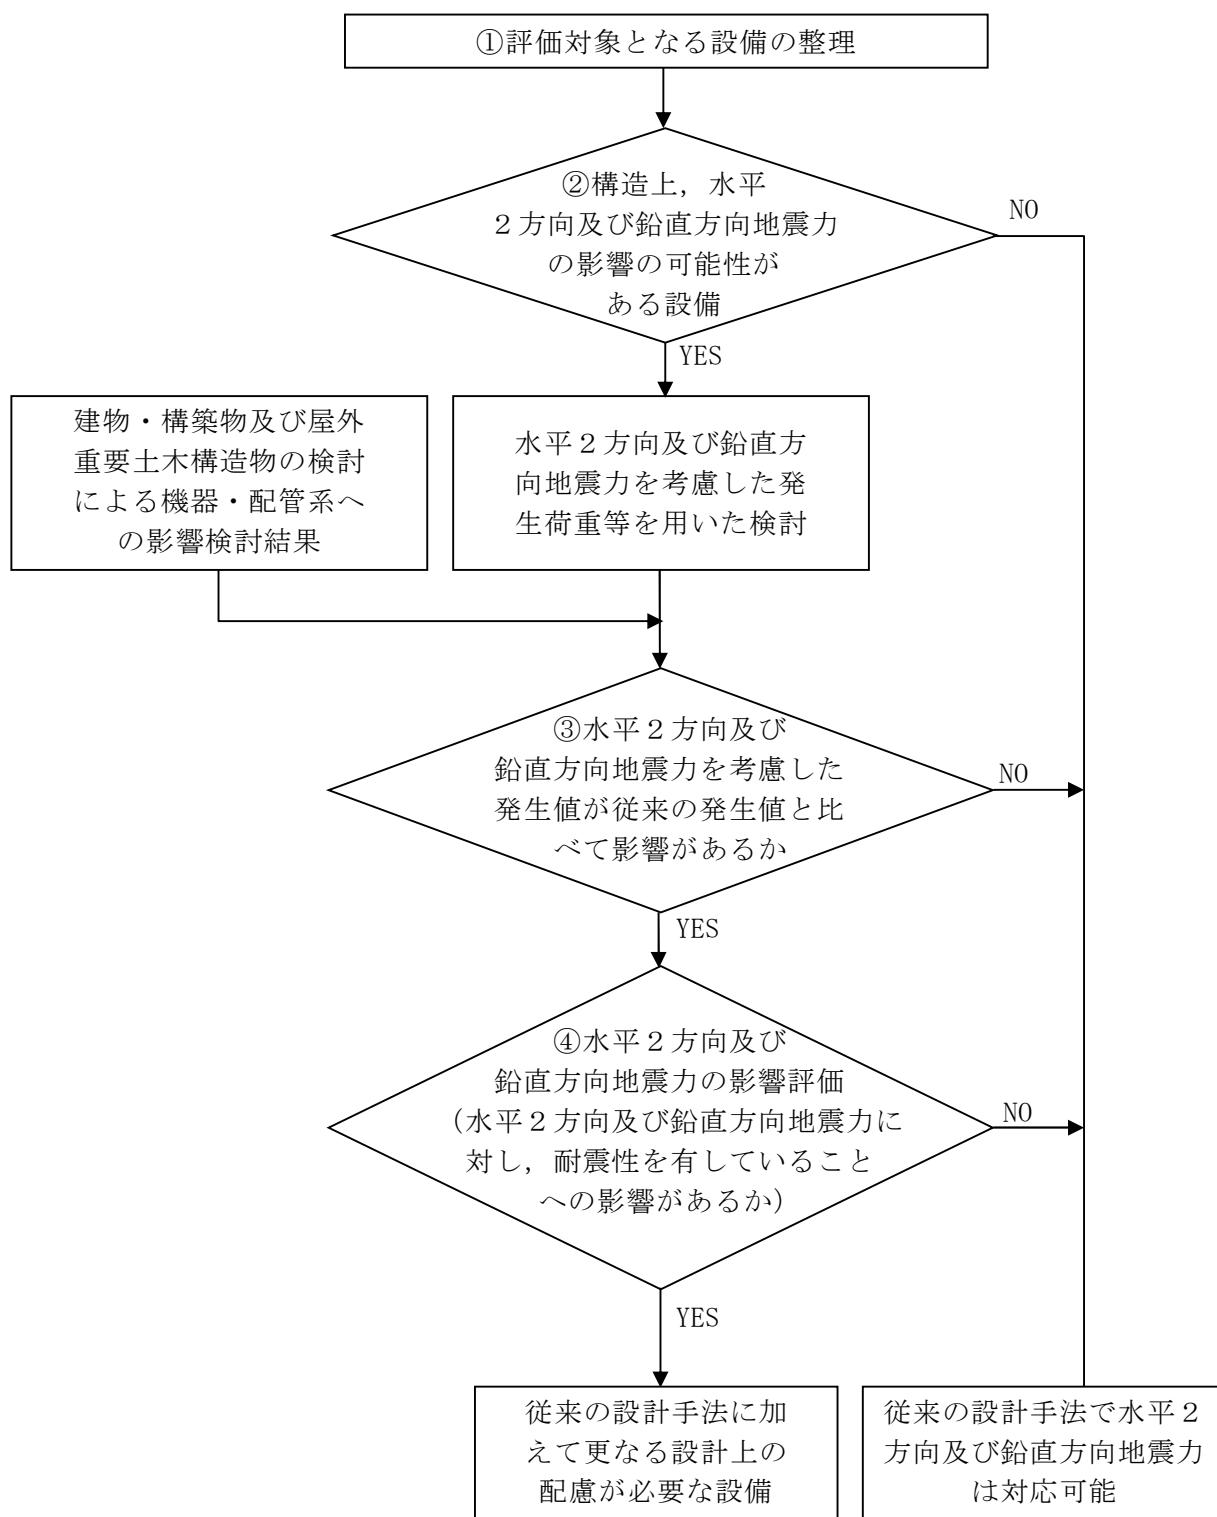 ①評価対象となる設備の整理
②構造上，水平
２方向及び鉛直方向地震力
の影響の可能性が
ある設備
NO
YES
建物・構築物及び屋外
重要土木構造物の検討
による機器・配管系へ
の影響検討結果
水平２方向及び鉛直方
向地震力を考慮した発
生荷重等を用いた検討
③水平２方向及び
鉛直方向地震力を考慮した
発生値が従来の発生値と比
べて影響があるか
NO
YES
④水平２方向及び
鉛直方向地震力の影響評価
（水平２方向及び鉛直方向地震力に
対し，耐震性を有していること
への影響があるか）
NO
YES
従来の設計手法に加
えて更なる設計上の
配慮が必要な設備
従来の設計手法で水平２
方向及び鉛直方向地震力
は対応可能